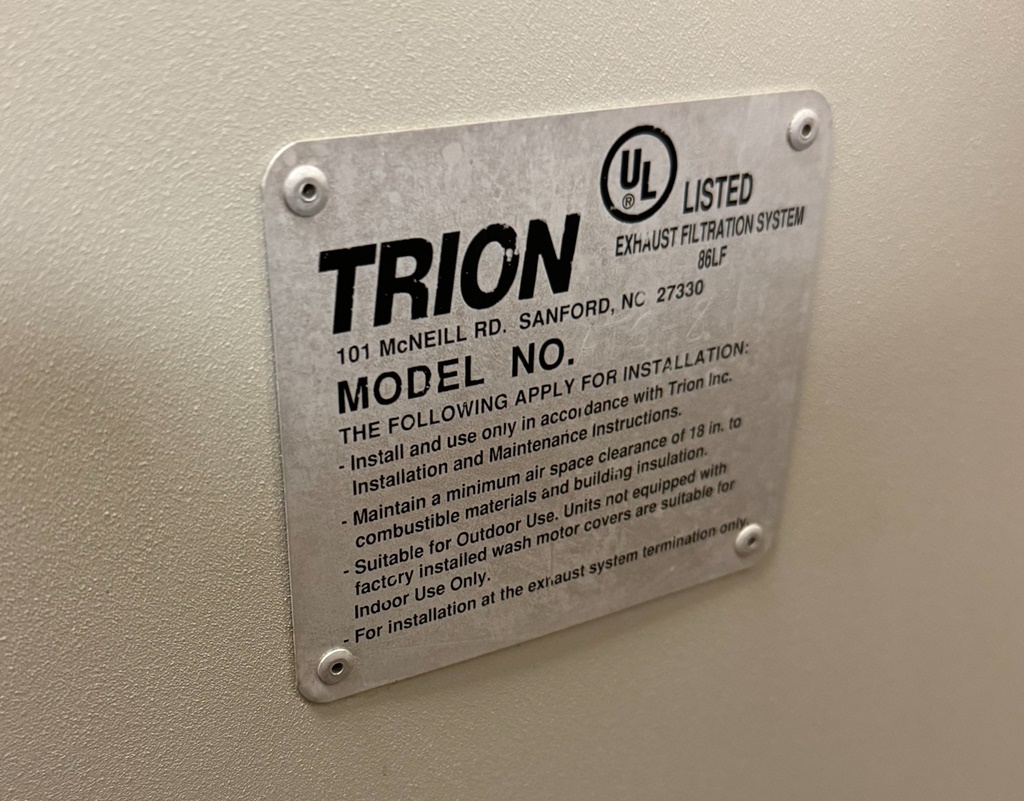 UL
®
LISTED
EXHAUST FILTRATION SYSTEM
86LF
TRION
101 McNEILL RD. SANFORD, NC 27330
MODEL NO.
THE FOLLOWING APPLY FOR INSTALLATION:
- Install and use only in accordance with Trion Inc.
Installation and Maintenance Instructions.
- Maintain a minimum air space clearance of 18 in. to
combustible materials and building insulation.
- Suitable for Outdoor Use. Units not equipped with
factory installed wash motor covers are suitable for
Indoor Use Only.
- For installation at the exhaust system termination only.